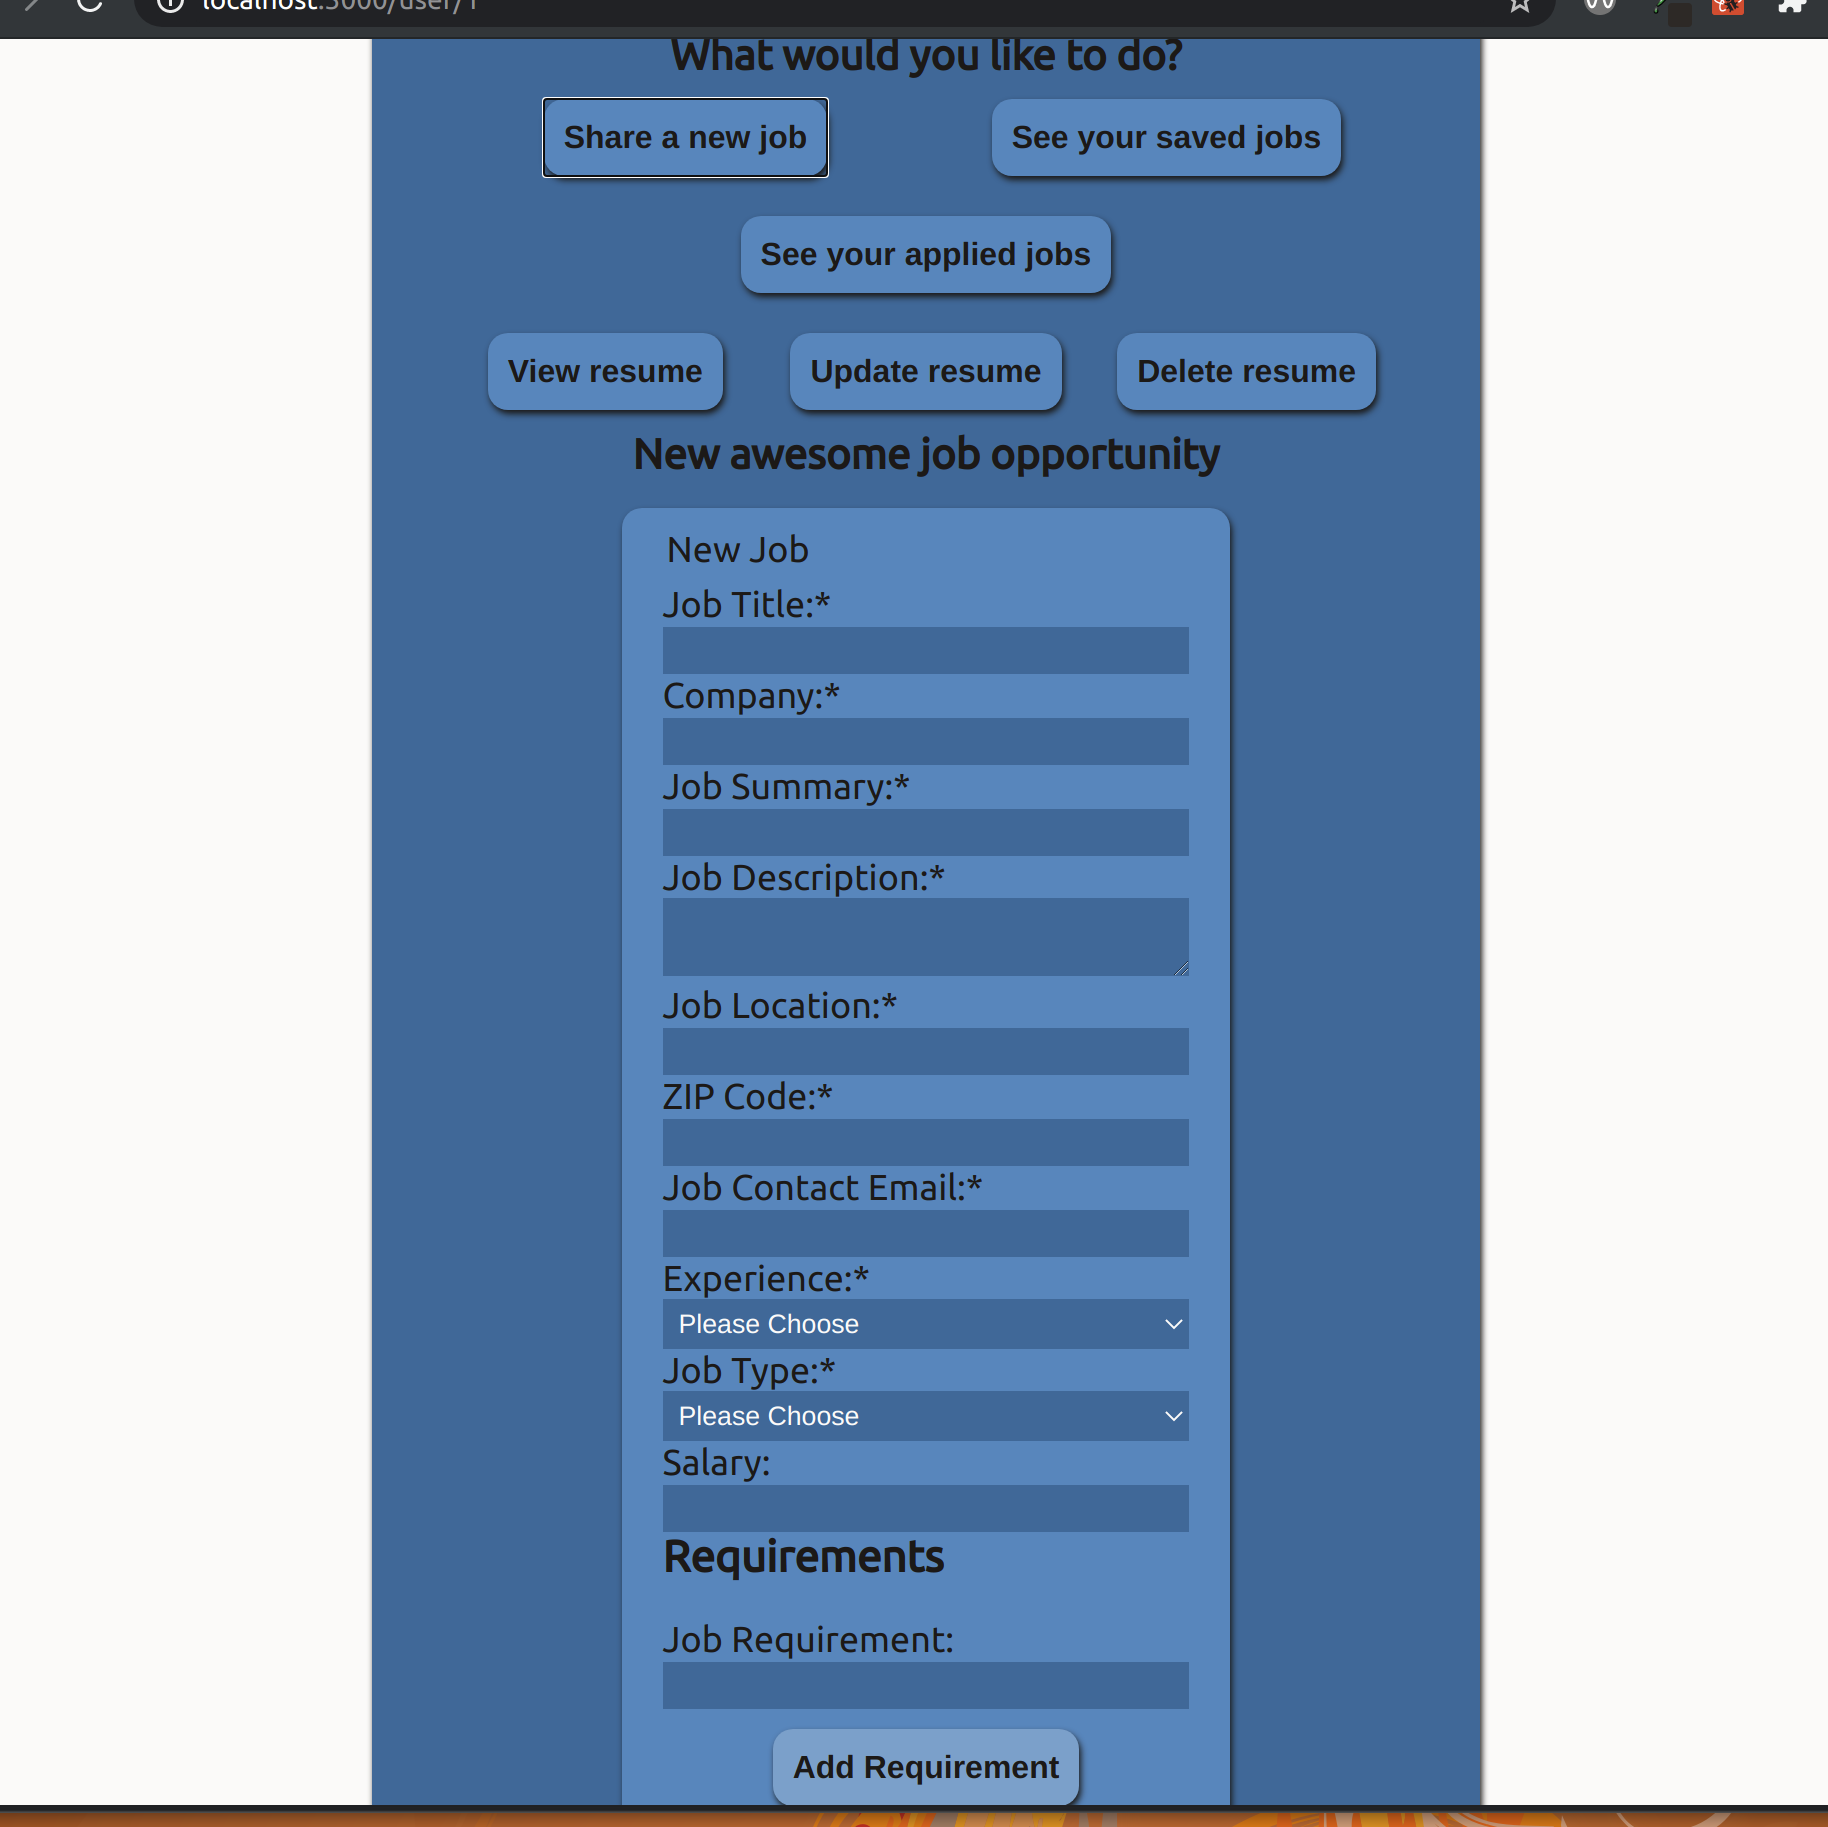 localhost:3000/user/1
What would you like to do?
Share a new job
See your saved jobs
See your applied jobs
View resume
Update resume
Delete resume
New awesome job opportunity
New Job
Job Title:*
Company:*
Job Summary:*
Job Description:*
Job Location:*
ZIP Code:*
Job Contact Email:*
Experience:*
Please Choose
Job Type:*
Please Choose
Salary:
Requirements
Job Requirement:
Add Requirement